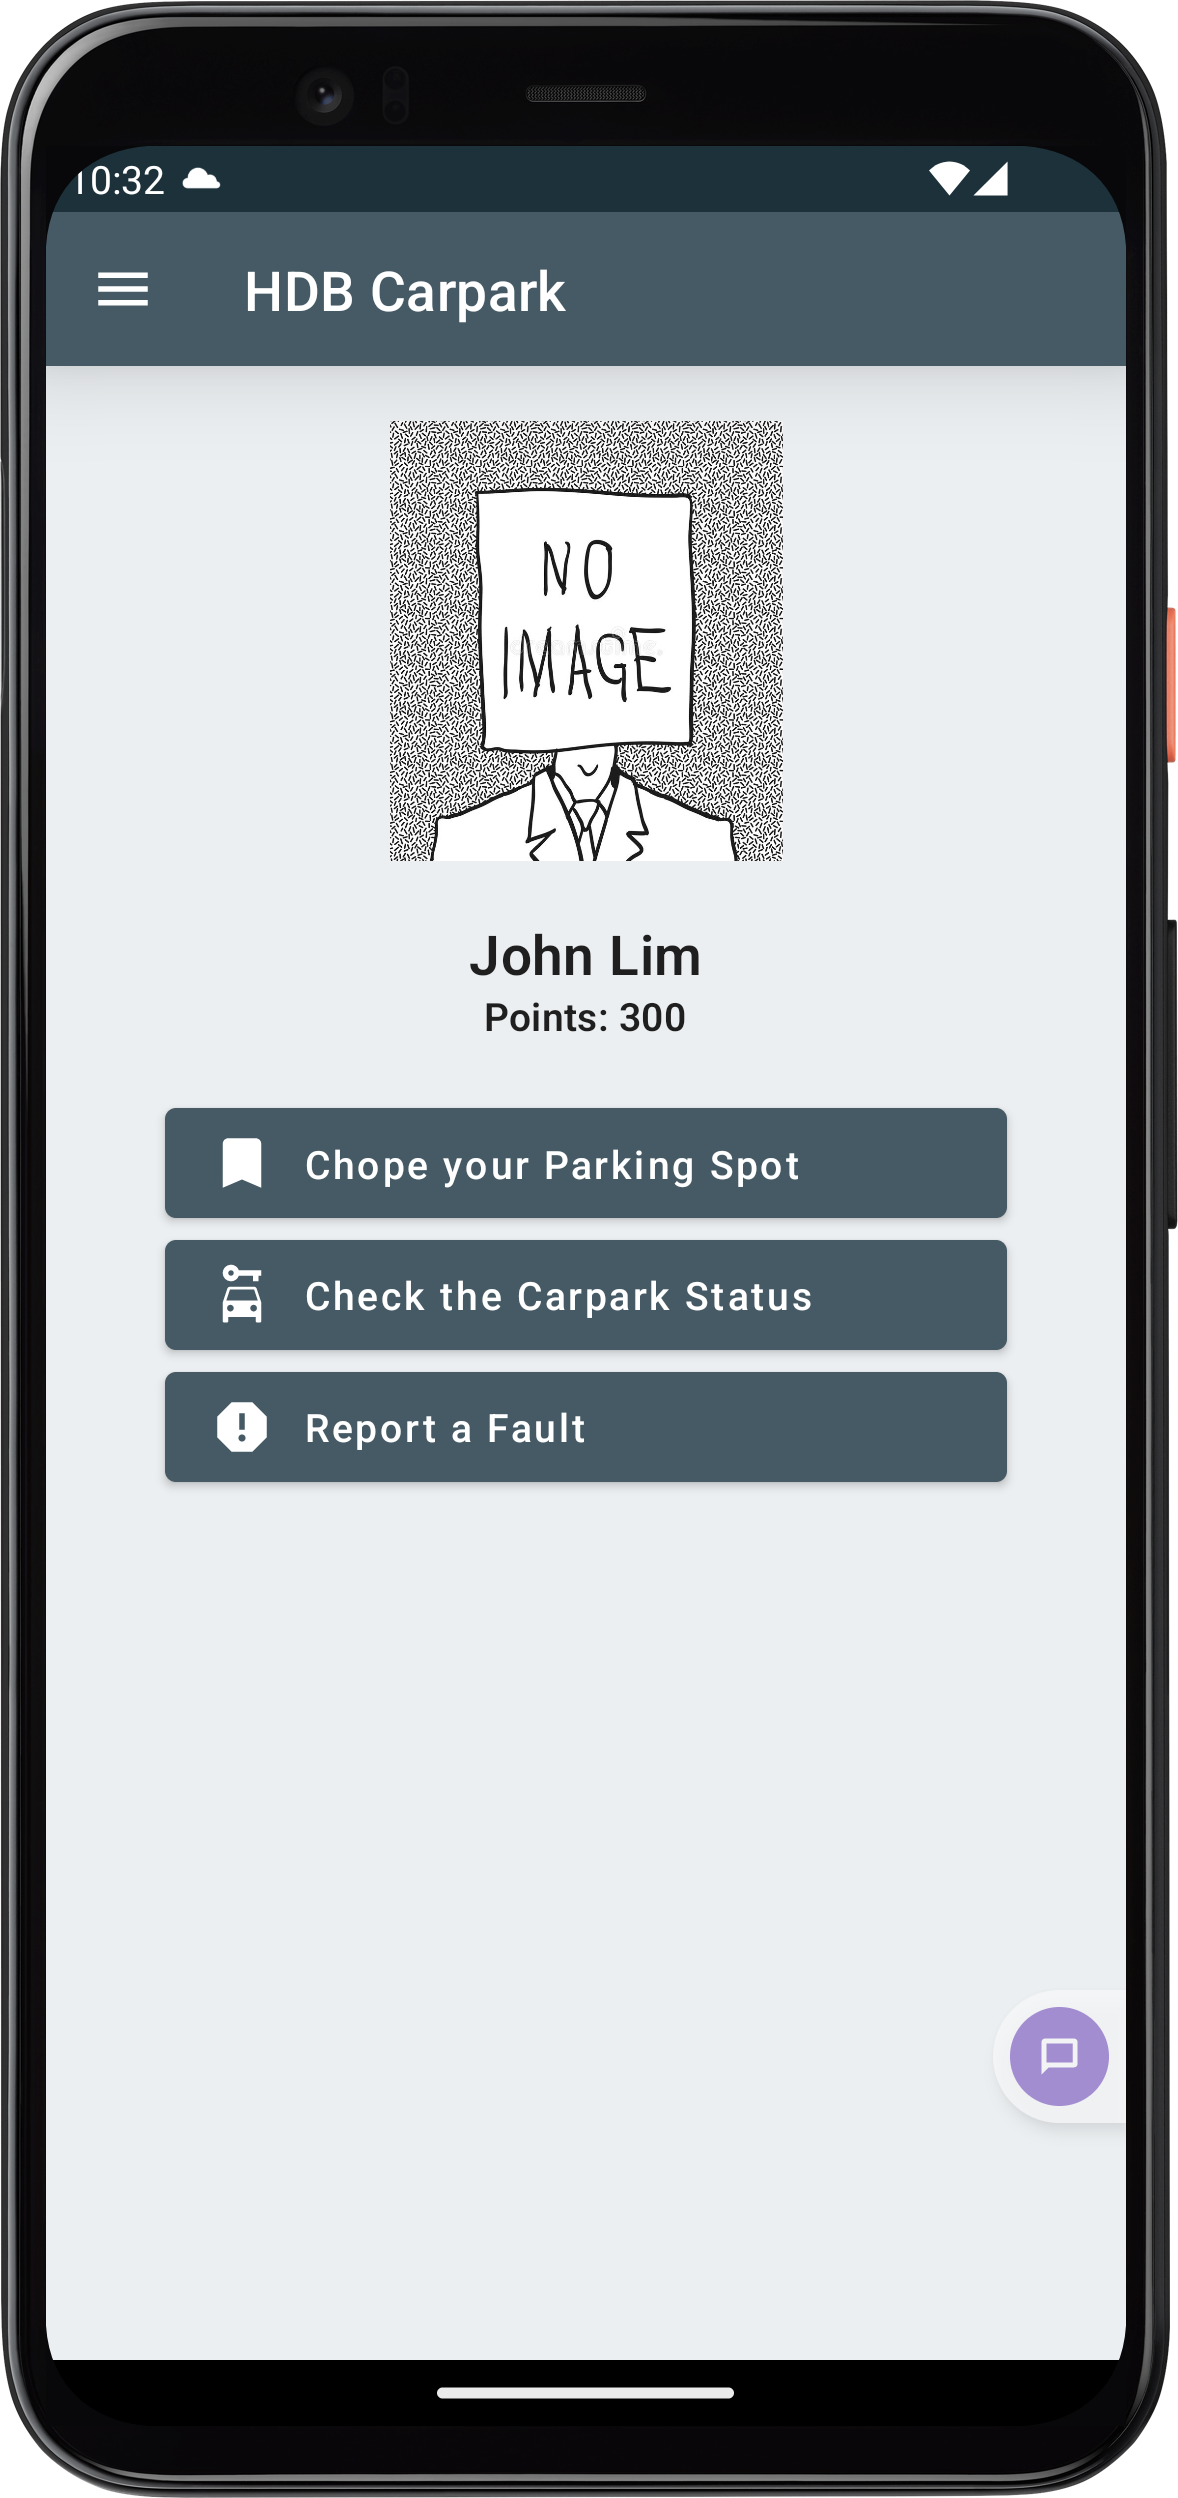 10:32
HDB Carpark
NO
IMAGE
John Lim
Points: 300
Chope your Parking Spot
Check the Carpark Status
Report a Fault